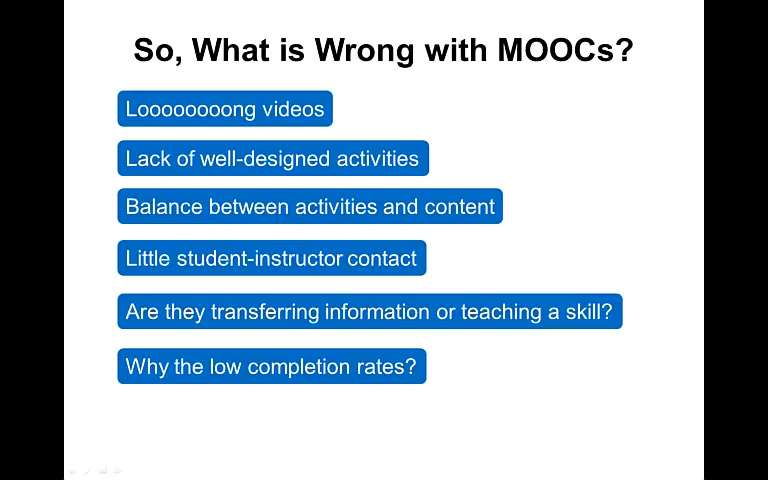 So, What is Wrong with MOOCs?
Looooooooong videos
Lack of well-designed activities
Balance between activities and content
Little student-instructor contact
Are they transferring information or teaching a skill?
Why the low completion rates?